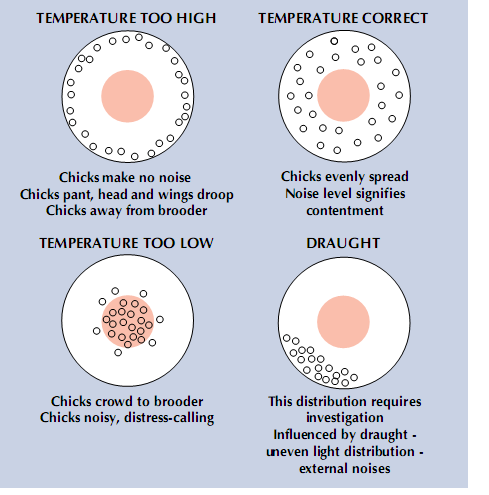 TEMPERATURE TOO HIGH
Chicks make no noise
Chicks pant, head and wings droop
Chicks away from brooder
TEMPERATURE CORRECT
Chicks evenly spread
Noise level signifies
contentment
TEMPERATURE TOO LOW
Chicks crowd to brooder
Chicks noisy, distress-calling
DRAUGHT
This distribution requires
investigation
Influenced by draught -
uneven light distribution -
external noises